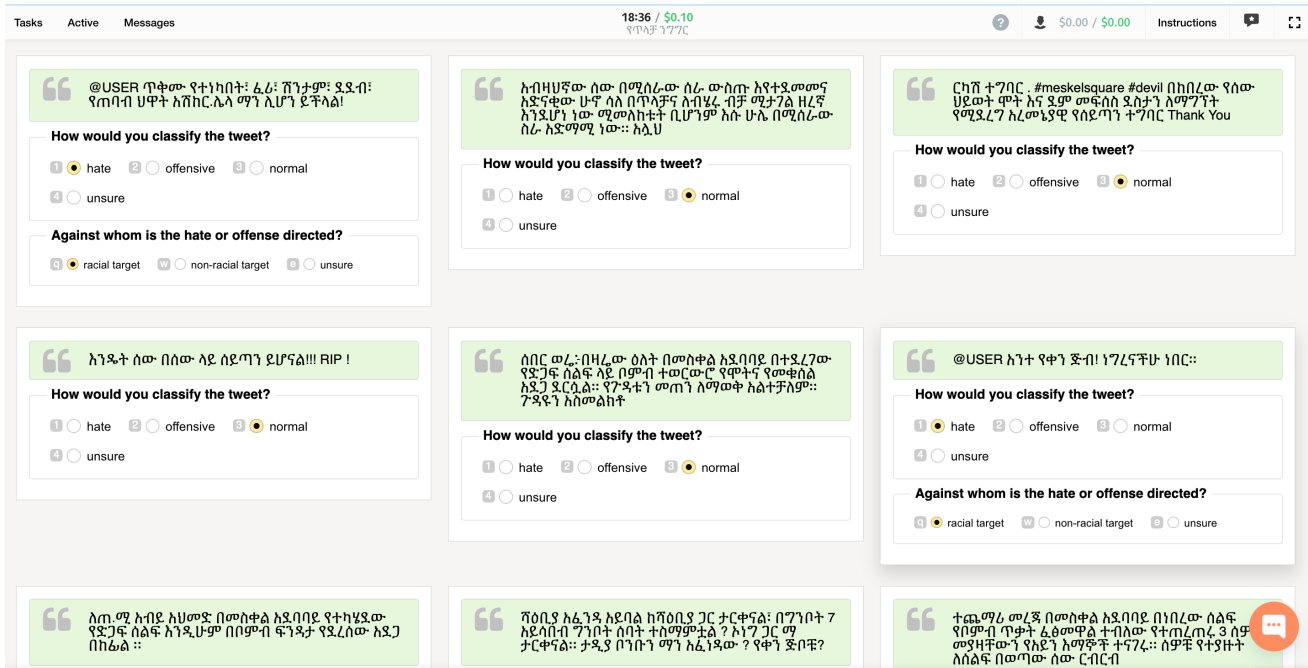 Tasks Active Messages 18:36 / $0.10 ? $0.00 / $0.00 Instructions
የጥላቻ ንግግር
@USER ጥቅሙ የተነካበት፣ ፈሪ፣ ሽንታም፣ ደደብ፣
የጠባብ ህዋት አሽከር.ሌላ ማን ሊሆን ይችላል!
How would you classify the tweet?
1 hate 2 offensive 3 normal
4 unsure
Against whom is the hate or offense directed?
q racial target w non-racial target e unsure
አብዛህኛው ሰው በሚሰራው ሰራ ውስጡ እየተደመመና
አድናቂው ሁኖ ሳለ በጥላቻና ለብሄሩ ብቻ ሚታገል ዘረኛ
እንደሆነ ነው ሚመለከቱት ቢሆንም እሱ ሁሌ በሚሰራው
ስራ አድማሚ ነው፡፡ አሏህ
How would you classify the tweet?
1 hate 2 offensive 3 normal
4 unsure
ርካሽ ተግባር . #meskelsquare #devil በከበረው የሰው
ህይወት ሞት እና ደም መፍሰስ ደስታን ለማግኘት
የሚደረግ አረመኔያዊ የሰይጣን ተግባር Thank You
How would you classify the tweet?
1 hate 2 offensive 3 normal
4 unsure
እንዴት ሰው በሰው ላይ ሰይጣን ይሆናል!!! RIP !
How would you classify the tweet?
1 hate 2 offensive 3 normal
4 unsure
ሰበር ወሬ፦በዛሬው ዕለት በመስቀል አደባባይ በተደረገው
የድጋፍ ሰልፍ ላይ ቦምብ ተወርውሮ የሞትና የመቁሰል
አደጋ ደርሷል። የጉዳቱን መጠን ለማወቅ አልተቻለም።
ጉዳዩን አስመልክቶ
How would you classify the tweet?
1 hate 2 offensive 3 normal
4 unsure
@USER አንተ የቀን ጅብ! ነግረናችሁ ነበር።
How would you classify the tweet?
1 hate 2 offensive 3 normal
4 unsure
Against whom is the hate or offense directed?
q racial target w non-racial target e unsure
ለጠ.ሚ አብይ አህመድ በመስቀል አደባባይ የተካሄደው
የድጋፍ ሰልፍ እንዲሁም በቦምብ ፍንዳታ የደረሰው አደጋ
በከፊል ።
ሻዕቢያ አፈንዳ አይባል ከሻዕቢያ ጋር ታርቀናል፣ በግንቦት 7
አይሳበብ ግንቦት ሰባት ተስማምቷል ? ኦነግ ጋር ማ
ታርቀናል። ታዲያ ቦንቡን ማን አፈነዳው ? የቀን ጅቦቹ?
ተጨማሪ መረጃ በመስቀል አደባባይ በነበረው ሰልፍ
የቦምብ ጥቃት ፈፅመዋል ተብለው የተጠረጠሩ 3 ሰዎ
መያዛቸውን የአይን እማኞች ተናገሩ። ሰዎቹ የተያዙት
ለሰልፍ በወጣው ሰው ርብርብ